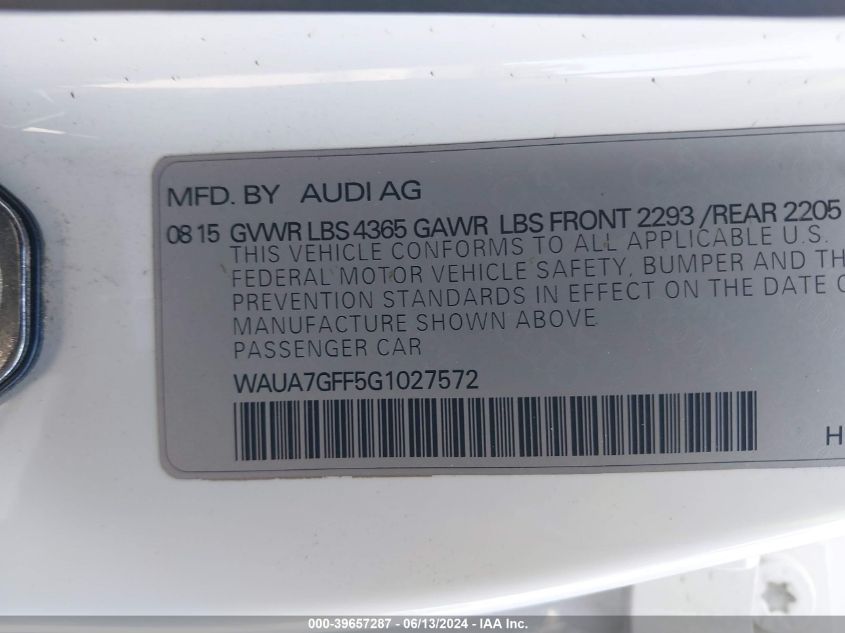 MFD. BY AUDI AG
08 15 GVWR LBS 4365 GAWR LBS FRONT 2293 /REAR 2205
THIS VEHICLE CONFORMS TO ALL APPLICABLE U.S.
FEDERAL MOTOR VEHICLE SAFETY, BUMPER AND
PREVENTION STANDARDS IN EFFECT ON THE DATE
MANUFACTURE SHOWN ABOVE
PASSENGER CAR
WAUA7GFF5G1027572
000-39657287 - 06/13/2024 - IAAI INC.